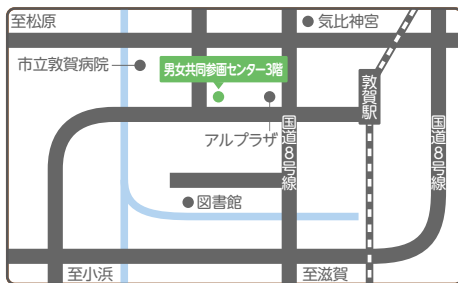 至松原
気比神宮
市立敦賀病院
男女共同参画センター3階
敦賀駅
アルプラザ
国道8号線
国道8号線
図書館
至小浜
至滋賀